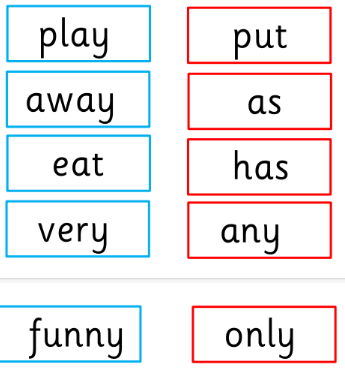 play put
away as
eat has
very any
funny only